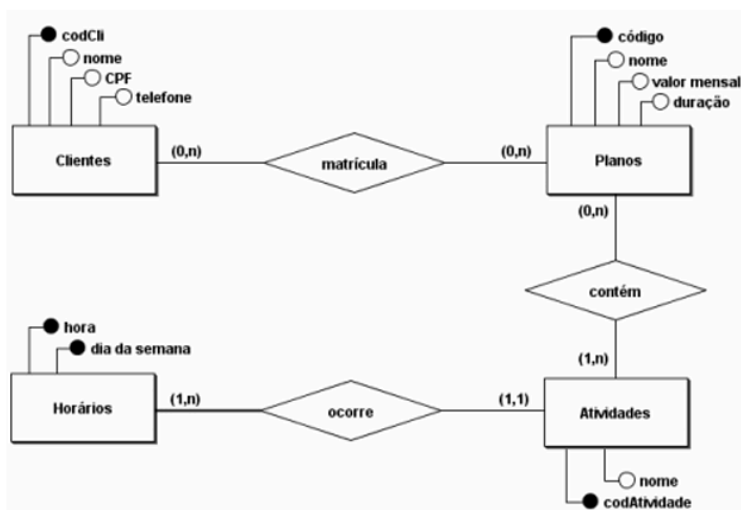 codCli
nome
CPF
telefone
Clientes
(0,n)
matrícula
(0,n)
código
nome
valor mensal
duração
Planos
(0,n)
contém
(1,n)
hora
dia da semana
Horários
(1,n)
ocorre
(1,1)
Atividades
nome
codAtividade